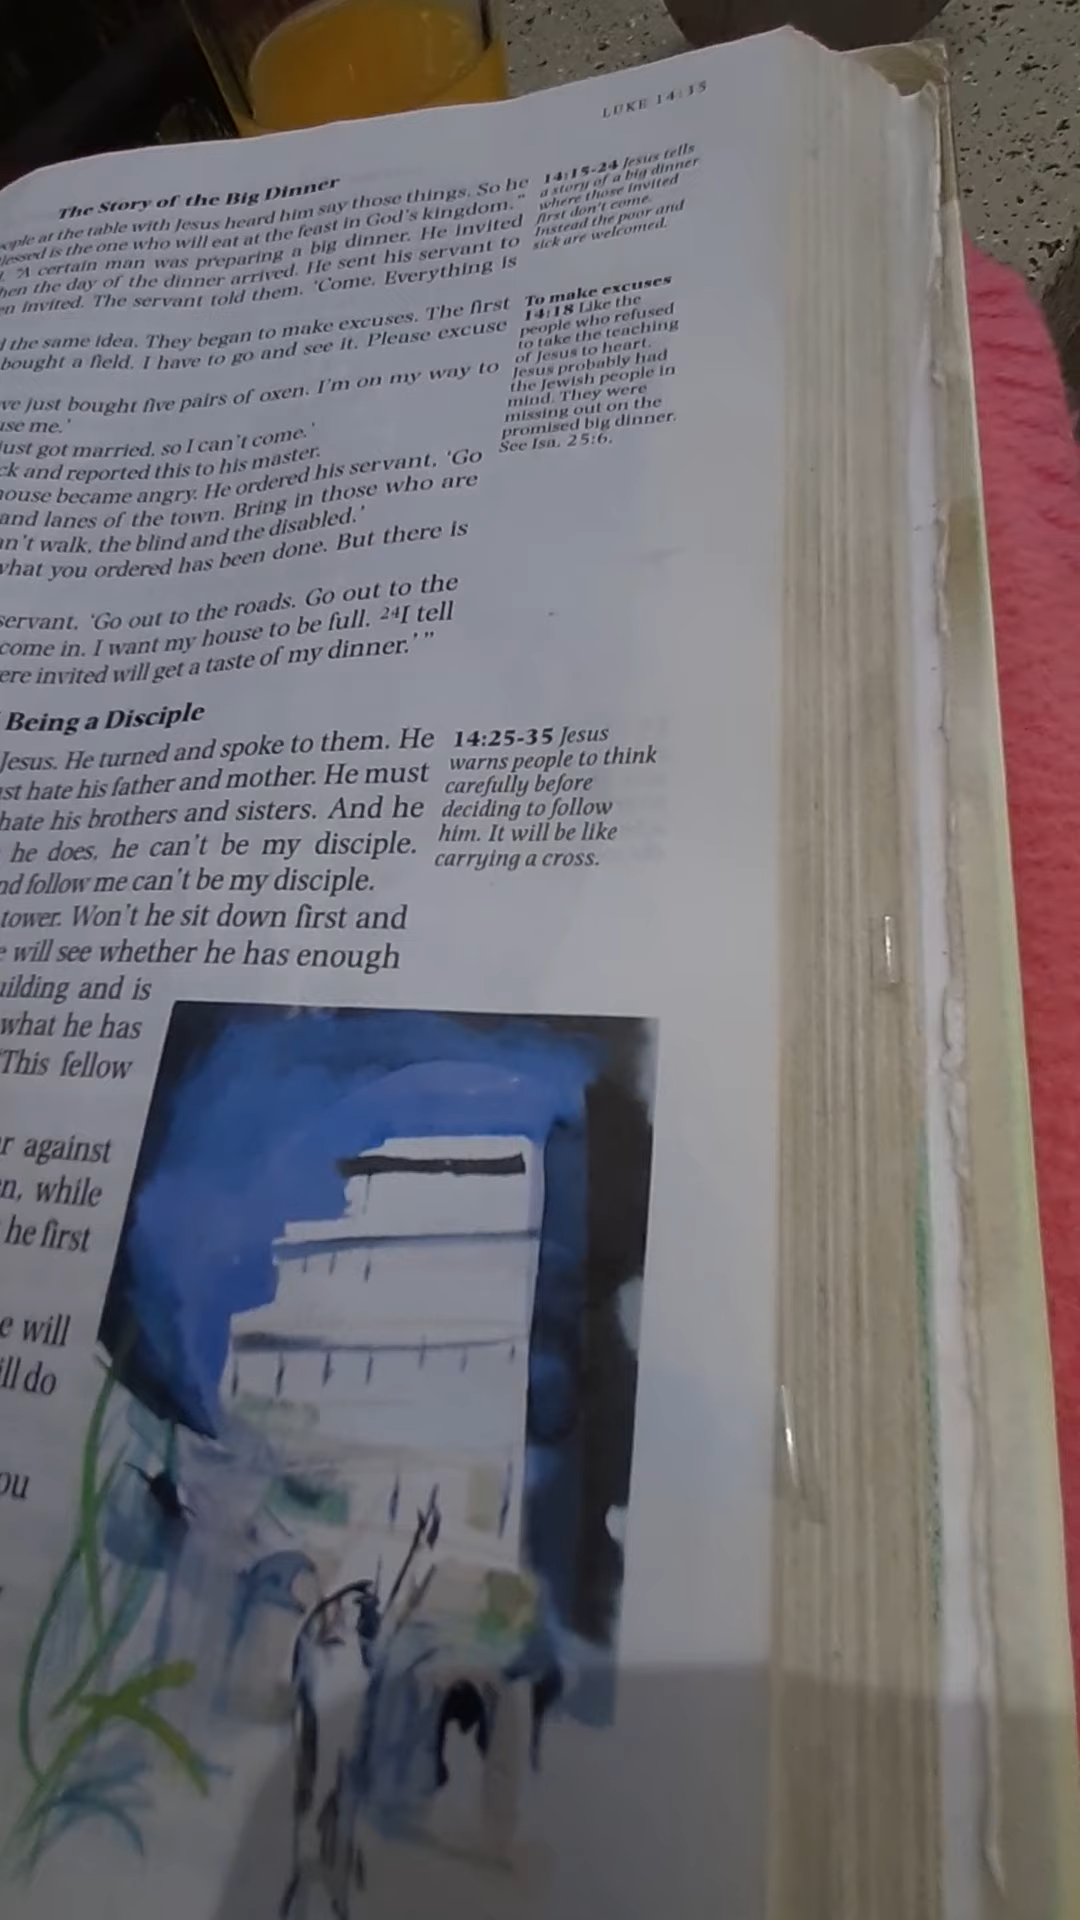 LUKE 14:15
The Story of the Big Dinner
at the table with Jesus heard him say those things. So he
is the one who will eat at the feast in God's kingdom."
"A certain man was preparing a big dinner. He invited
the day of the dinner arrived. He sent his servant to
invited. The servant told them, 'Come. Everything is
the same idea. They began to make excuses. The first
bought a field. I have to go and see it. Please excuse
just bought five pairs of oxen. I'm on my way to
me.'
just got married, so I can't come.'
and reported this to his master.
became angry. He ordered his servant, 'Go
and lanes of the town. Bring in those who are
walk, the blind and the disabled.'
what you ordered has been done. But there is
servant, 'Go out to the roads. Go out to the
come in. I want my house to be full. 24I tell
invited will get a taste of my dinner.' "
14:15-24 Jesus tells
a story of a big dinner
where those invited
first don't come.
Instead the poor and
sick are welcomed.
To make excuses
14:18 Like the
people who refused
to take the teaching
of Jesus to heart.
Jesus probably had
the Jewish people in
mind. They were
missing out on the
promised big dinner.
See Isa. 25:6.
Being a Disciple
Jesus. He turned and spoke to them. He
hate his father and mother. He must
hate his brothers and sisters. And he
he does, he can't be my disciple.
follow me can't be my disciple.
tower. Won't he sit down first and
will see whether he has enough
and is
what he has
'This fellow
against
while
he first
will
do
14:25-35 Jesus
warns people to think
carefully before
deciding to follow
him. It will be like
carrying a cross.